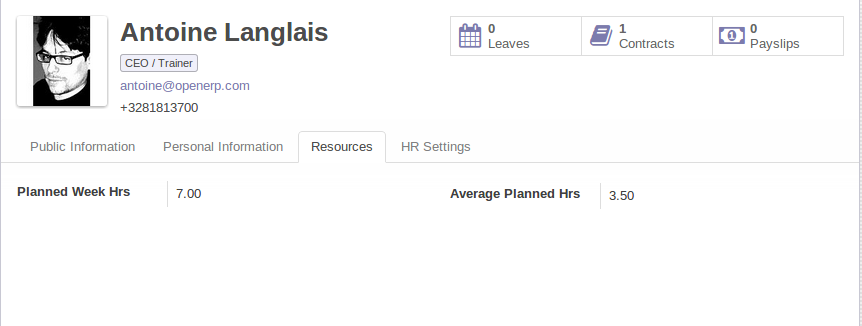 Antoine Langlais
CEO / Trainer
antoine@openerp.com
+3281813700
0
Leaves
1
Contracts
0
Payslips
Public Information
Personal Information
Resources
HR Settings
Planned Week Hrs
7.00
Average Planned Hrs
3.50